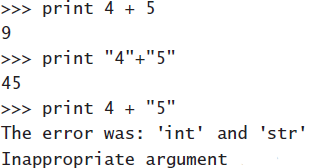 >>> print 4 + 5
9
>>> print "4"+"5"
45
>>> print 4 + "5"
The error was: 'int' and 'str'
Inappropriate argument